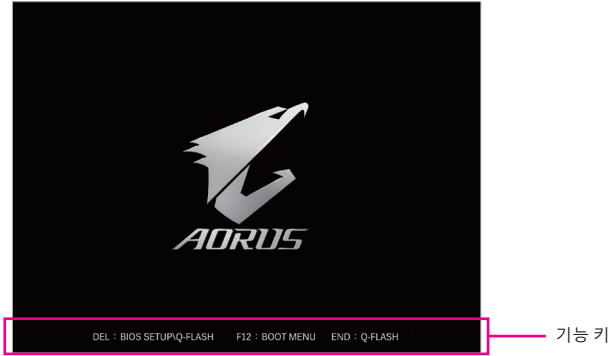 AORUS
DEL : BIOS SETUP\Q-FLASH F12 : BOOT MENU END : Q-FLASH
기능 키